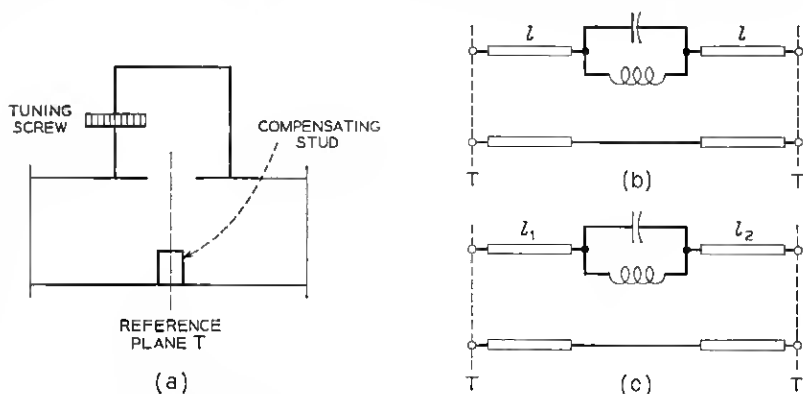 TUNING
SCREW
COMPENSATING
STUD
REFERENCE
PLANE T
(a)
l
l
T
T
(b)
l₁
l₂
T
T
(c)